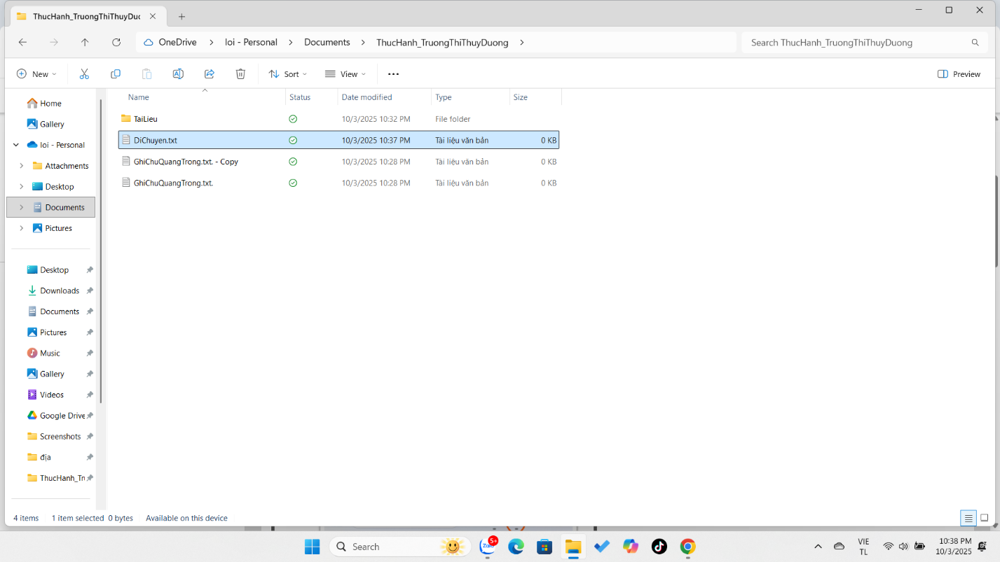 ThucHanh_TruongThiThuyDuc
OneDrive > loi - Personal > Documents > ThucHanh_TruongThiThuyDuong >
Search ThucHanh_TruongThiThuyDuong
New
Sort
View
Preview
Name Status Date modified Type Size
TaiLieu 10/3/2025 10:32 PM File folder
DiChuyen.txt 10/3/2025 10:37 PM Tài liệu văn bản 0 KB
GhiChuQuangTrong.txt. - Copy 10/3/2025 10:28 PM Tài liệu văn bản 0 KB
GhiChuQuangTrong.txt. 10/3/2025 10:28 PM Tài liệu văn bản 0 KB
Home
Gallery
loi - Personal
Attachments
Desktop
Documents
Pictures
Desktop
Downloads
Documents
Pictures
Music
Gallery
Videos
Google Drive
Screenshots
địa
ThucHanh_Tr
4 items 1 item selected 0 bytes Available on this device
Search
Zalo
5+
VIE
TL
10:38 PM
10/3/2025